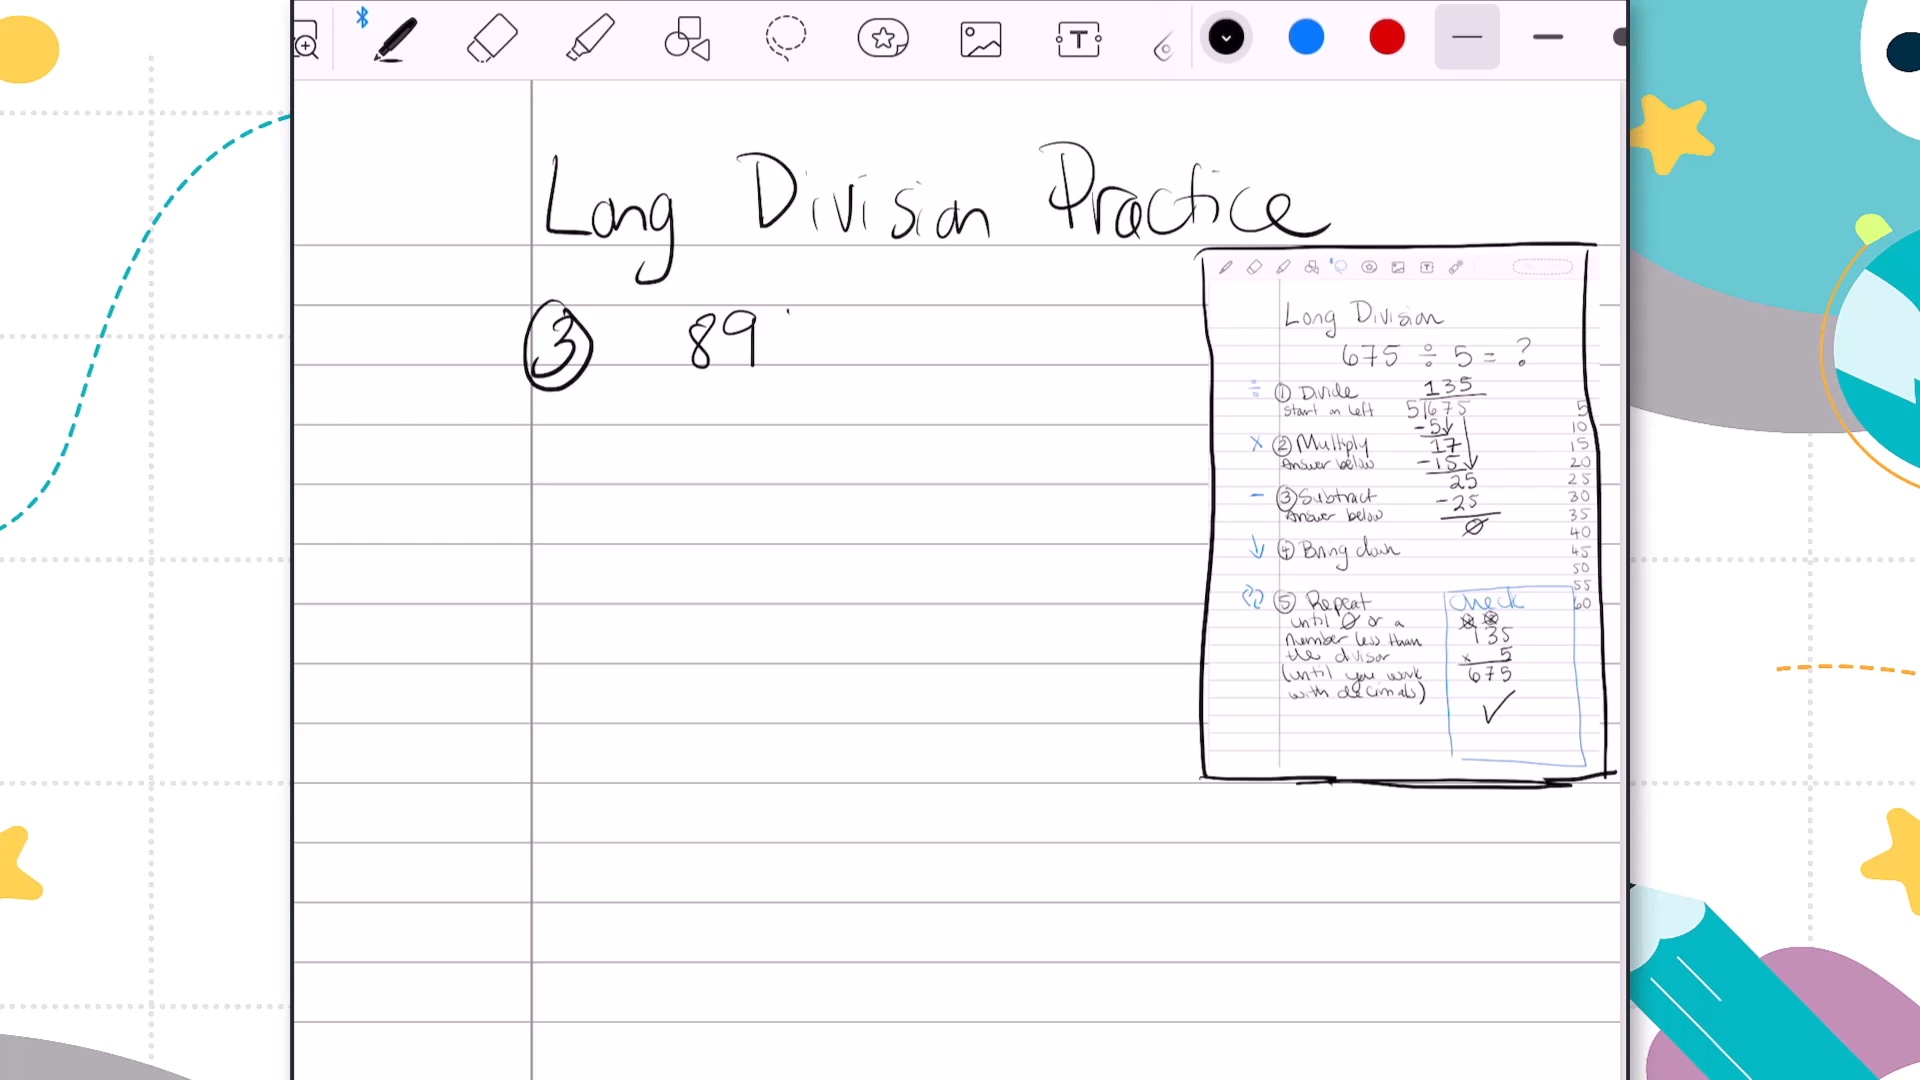 Long Division Practice
③ 89
Long Division
675 ÷ 5 = ?
÷ ① Divide
Start on left
135
5 675
-5
17
-15
25
-25
0
x ② Multiply
Answer below
- ③ Subtract
Answer below
↓ ④ Bring down
⑤ Repeat
until 0 or a
number less than
the divisor
(until you work
with decimals)
5
10
15
20
25
30
35
40
45
50
55
60
Check
135
x 5
675
✓